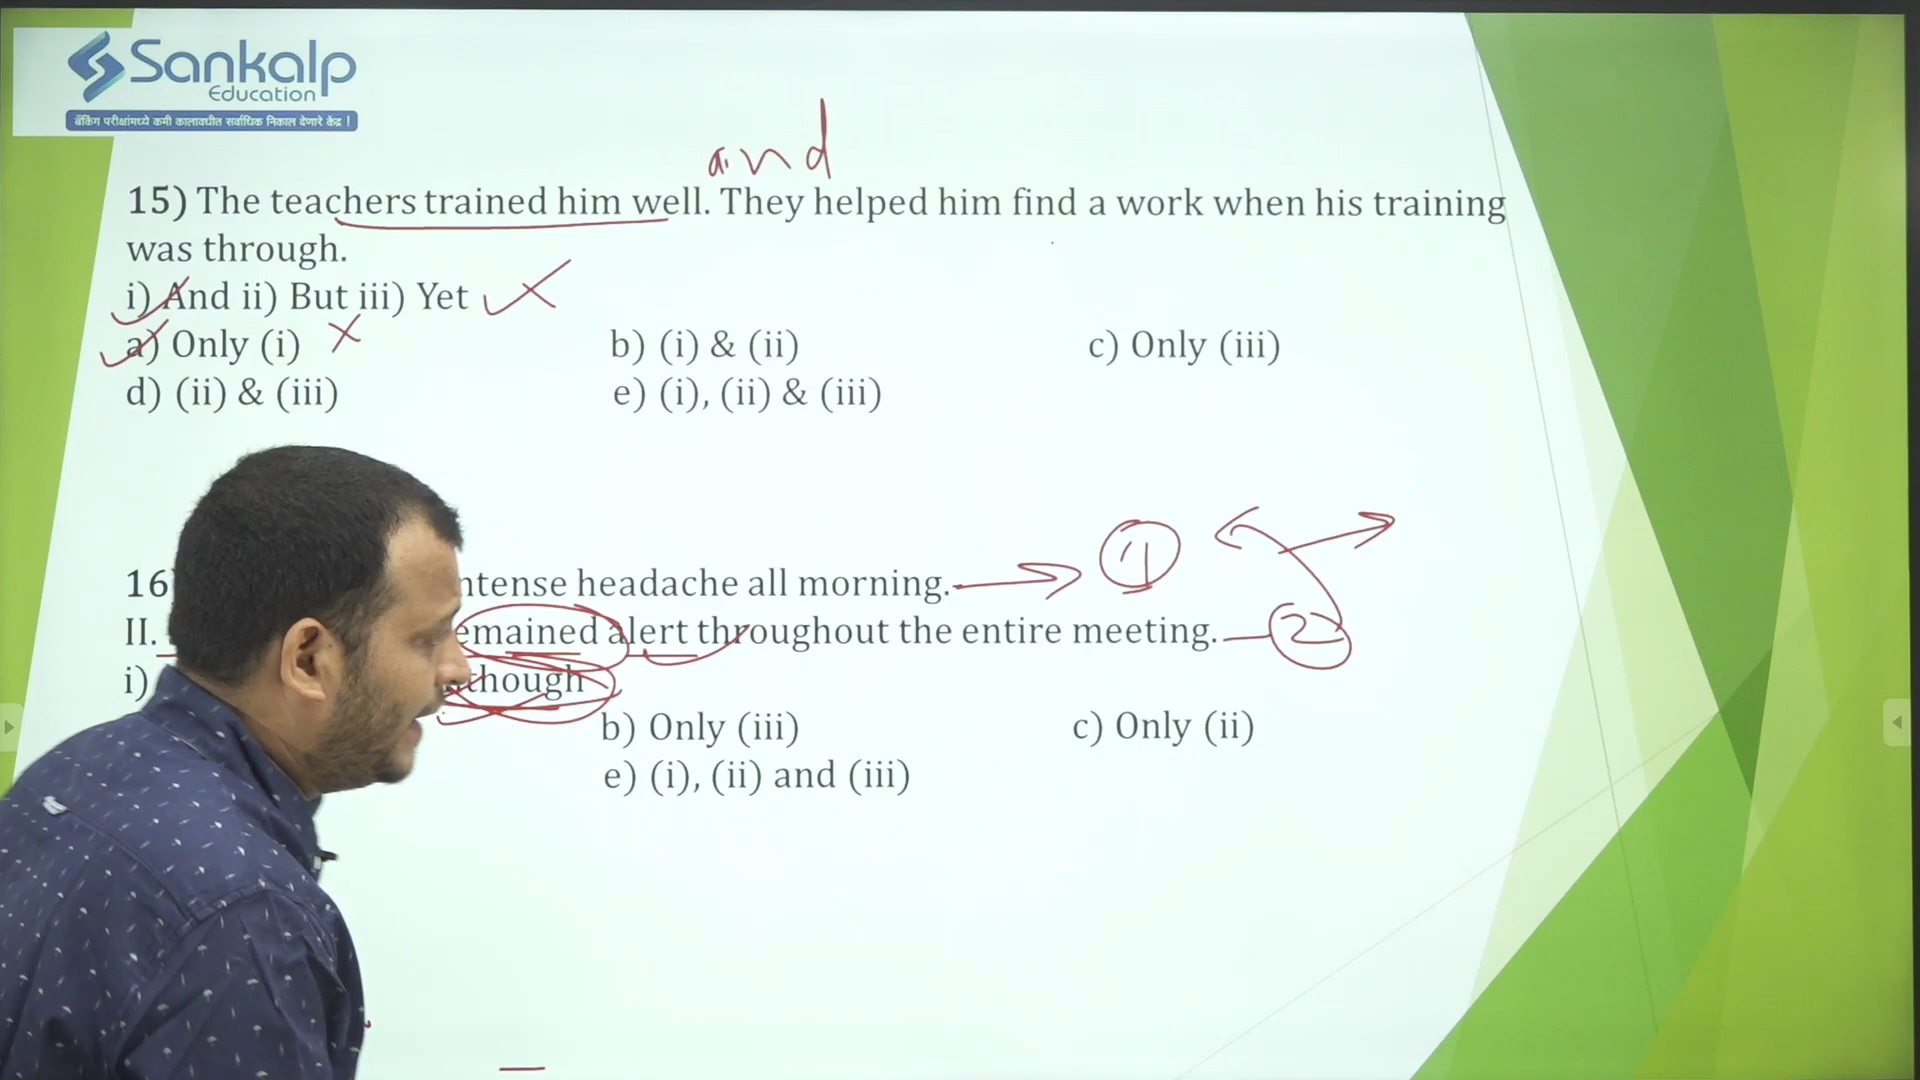 Sankalp
Education
बँकिंग परीक्षांमध्ये कमी कालावधीत सर्वाधिक निकाल देणारे केंद्र !
and
15) The teachers trained him well. They helped him find a work when his training
was through.
i) And ii) But iii) Yet
a) Only (i) b) (i) & (ii) c) Only (iii)
d) (ii) & (iii) e) (i), (ii) & (iii)
16 headache all morning. 1
II. alert throughout the entire meeting. 2
i) though
b) Only (iii) c) Only (ii)
e) (i), (ii) and (iii)